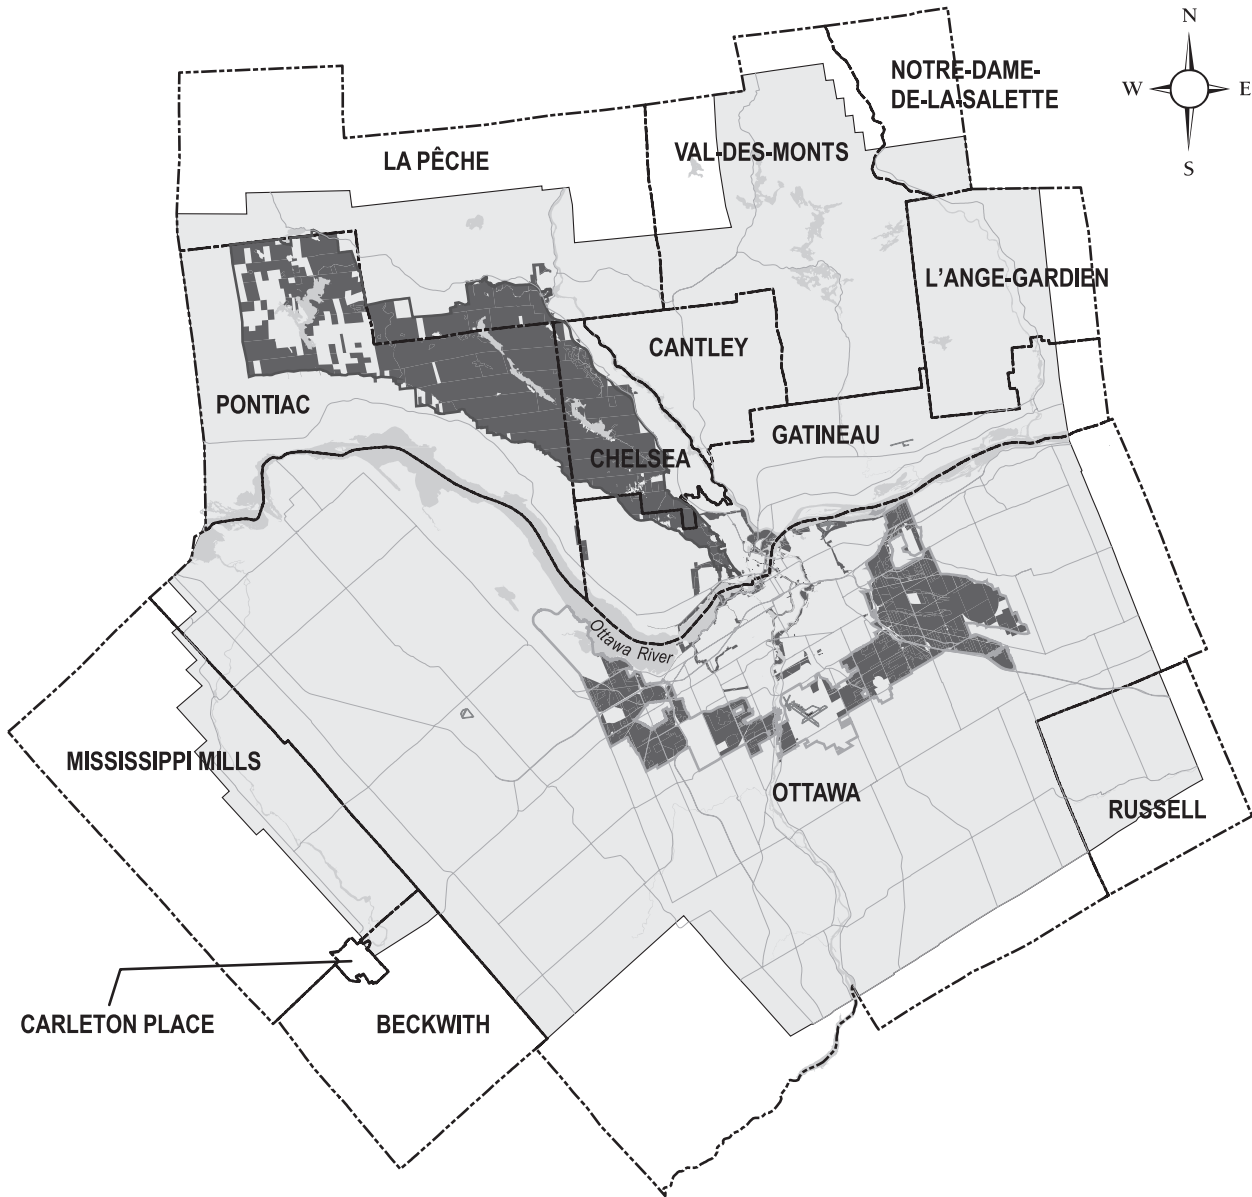 N
NOTRE-DAME-
DE-LA-SALETTE
W
E
S
LA PÊCHE
VAL-DES-MONTS
L'ANGE-GARDIEN
CANTLEY
PONTIAC
GATINEAU
CHELSEA
Ottawa River
MISSISSIPPI MILLS
OTTAWA
RUSSELL
CARLETON PLACE
BECKWITH